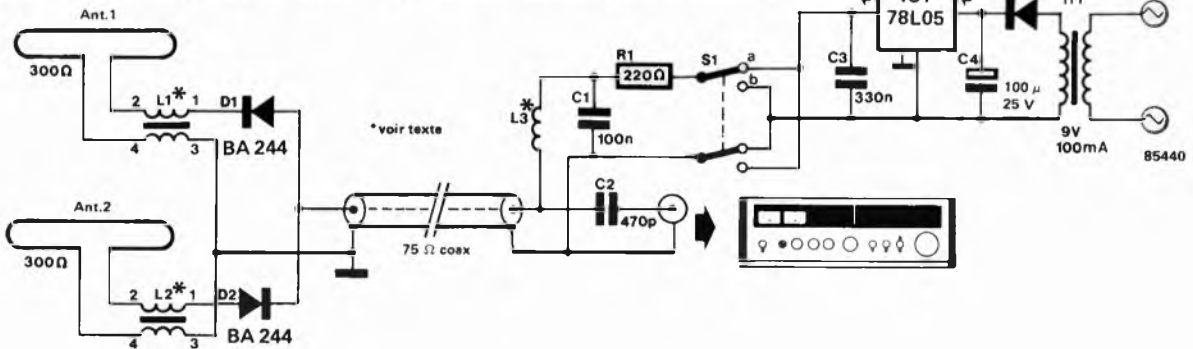 Ant.1
300Ω
2 L1* 1 D1
4 3
BA 244
*voir texte
Ant.2
300Ω
2 L2* 1 D2
4 3
BA 244
75 Ω coax
*
L3
C1
100n
R1
220Ω
S1
a
b
C2
470p
C3
330n
78L05
C4
100 μ
25 V
9V
100mA
85440